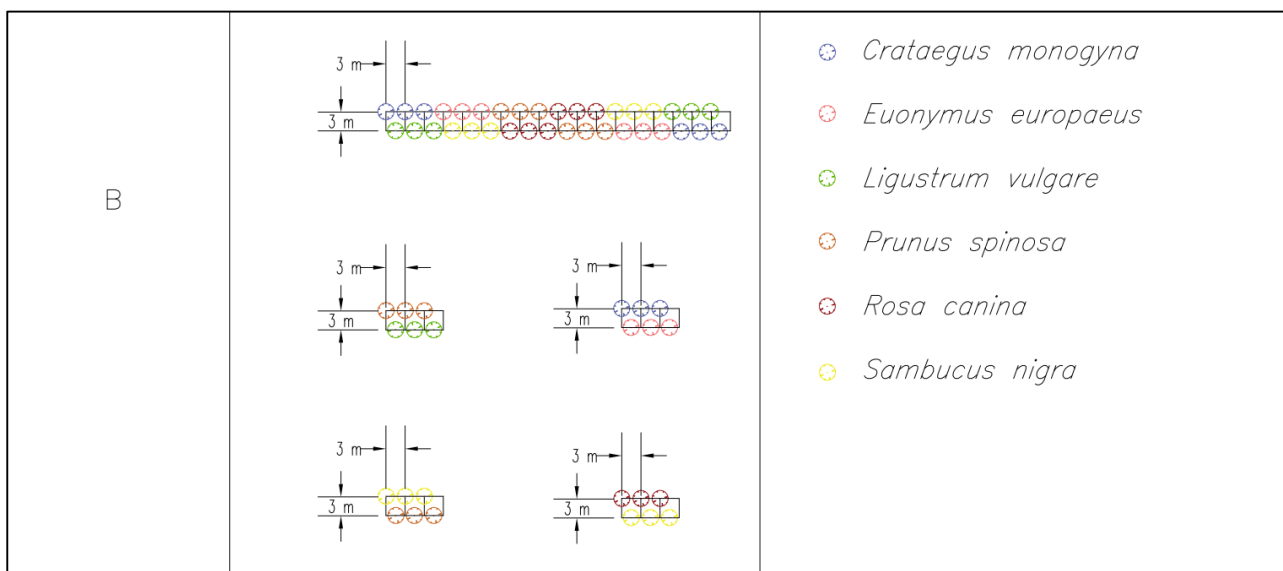 B
3 m
3 m
3 m
3 m
3 m
3 m
3 m
3 m
3 m
3 m
Crataegus monogyna
Euonymus europaeus
Ligustrum vulgare
Prunus spinosa
Rosa canina
Sambucus nigra